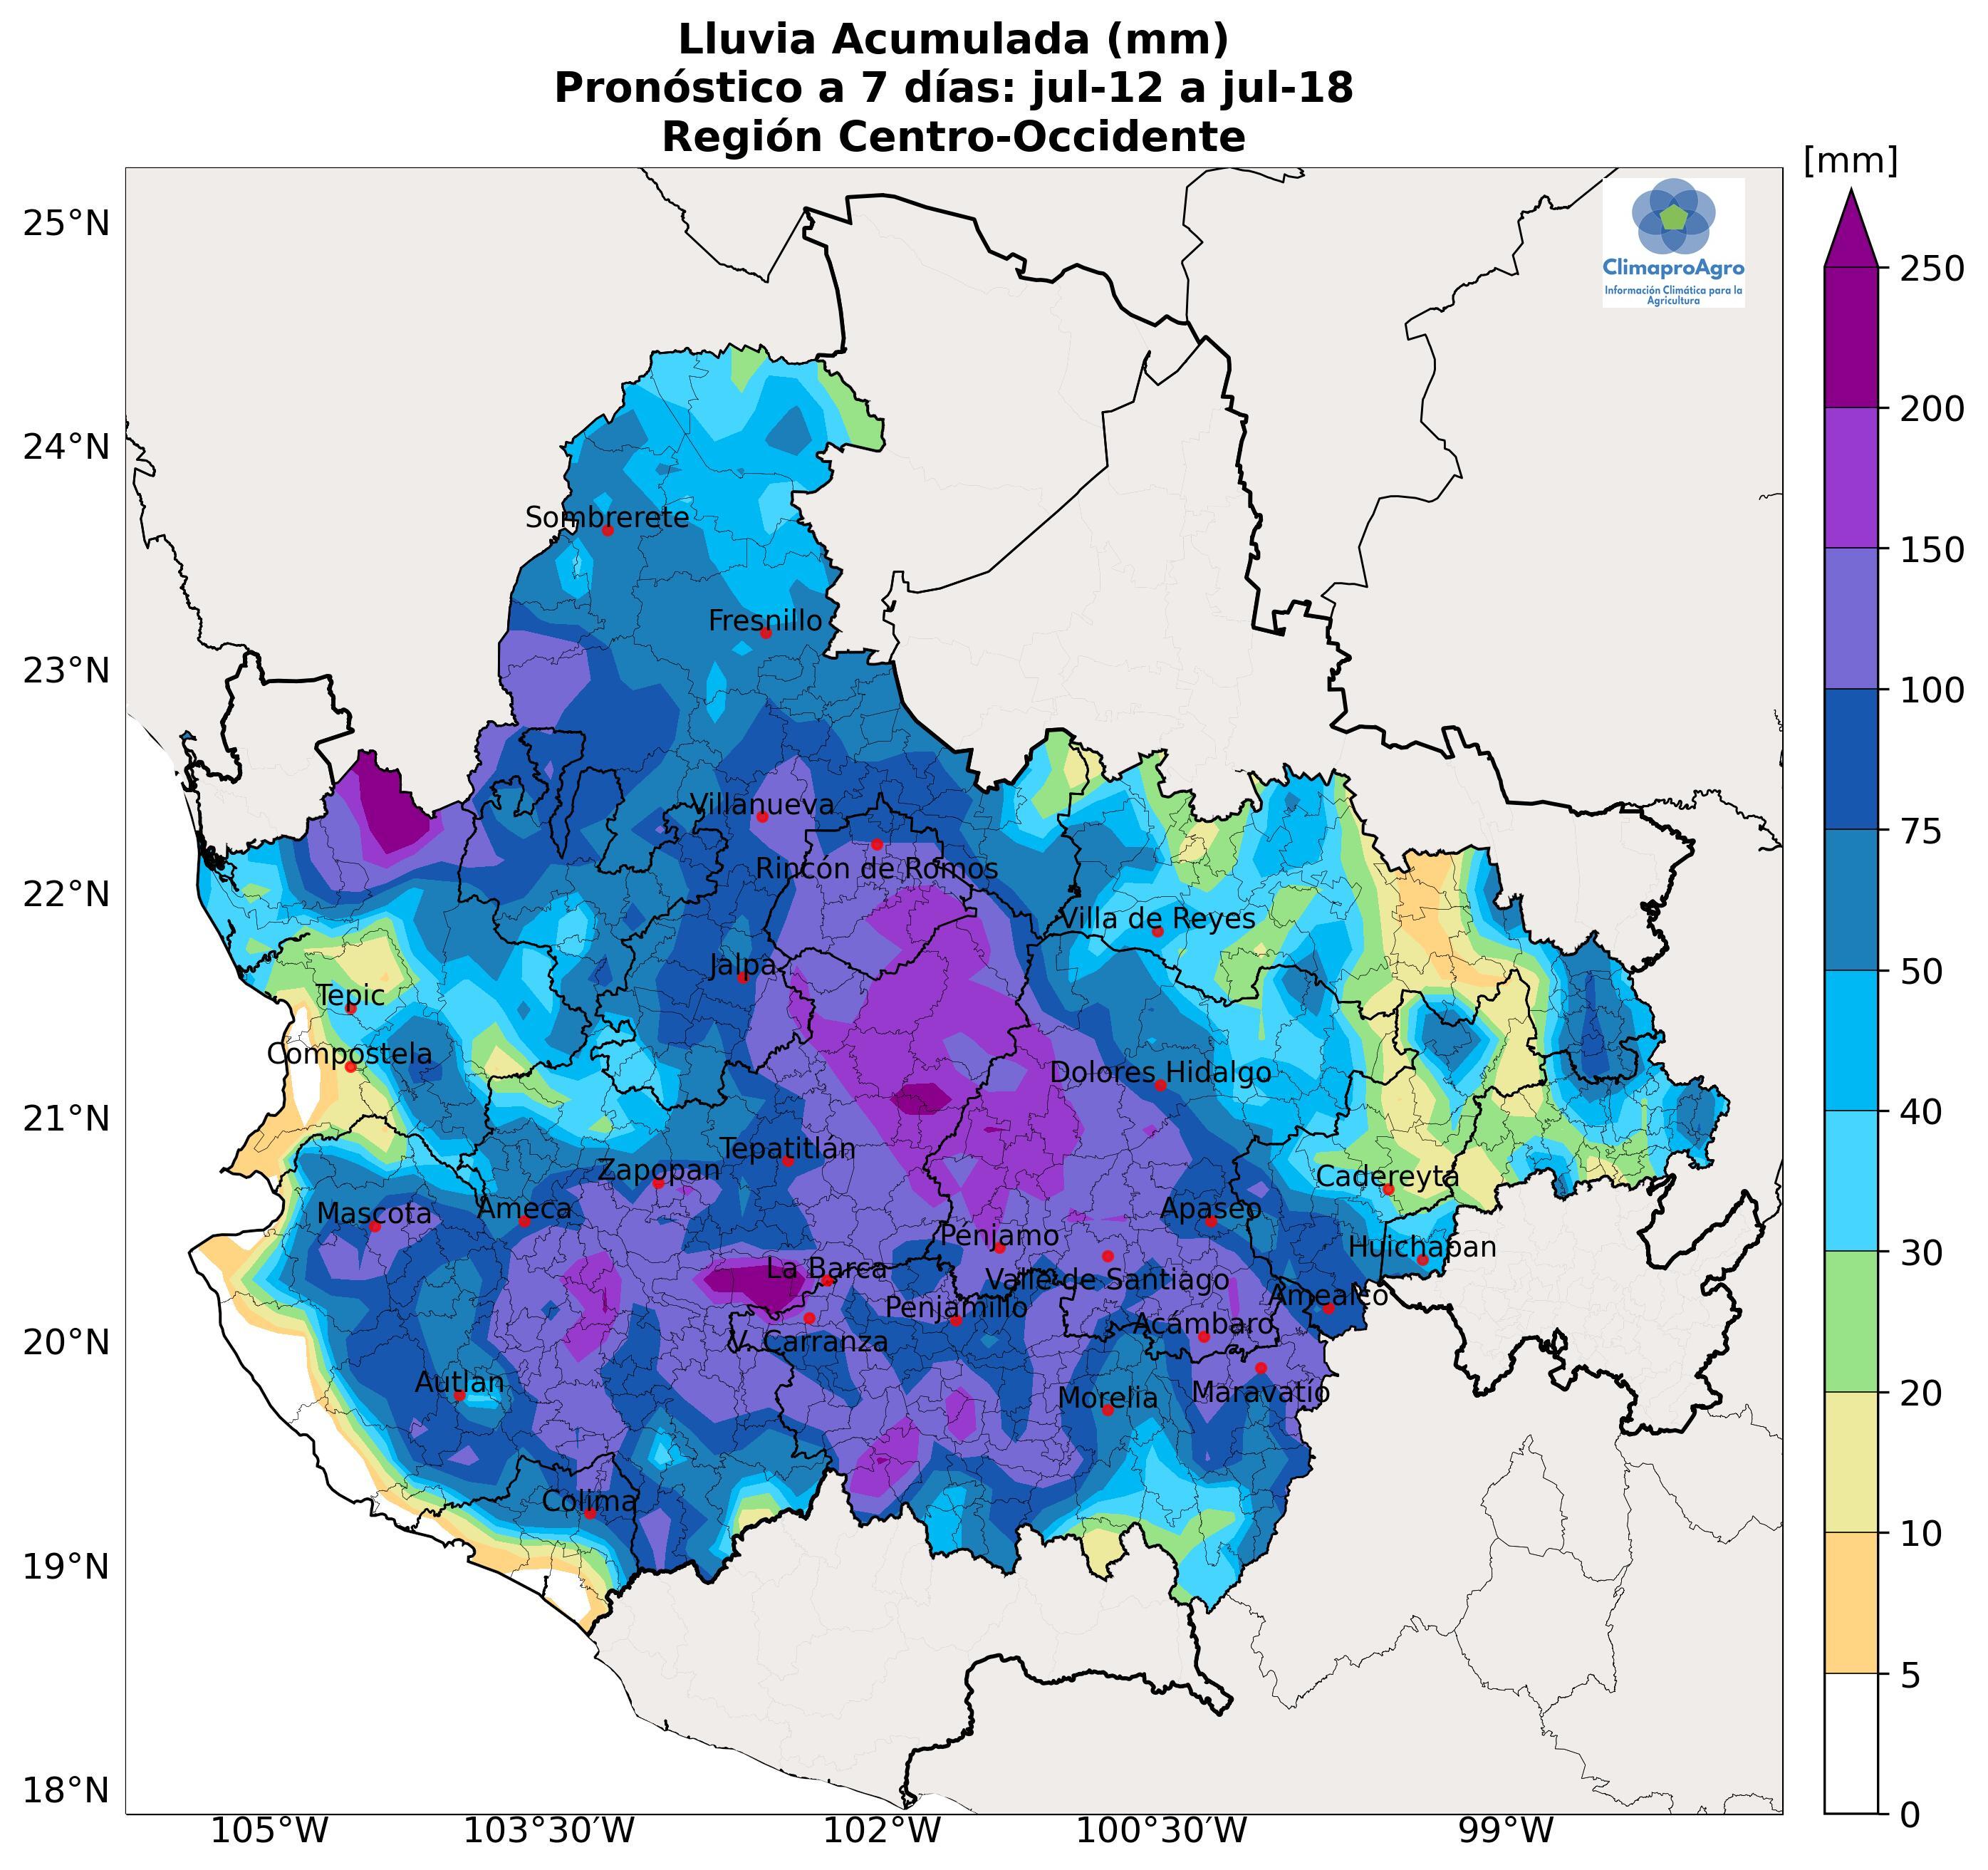 Lluvia Acumulada (mm)
Pronóstico a 7 días: jul-12 a jul-18
Región Centro-Occidente
[mm]
ClimaproAgro
Información Climática para la
Agricultura
25°N
24°N
23°N
22°N
21°N
20°N
19°N
18°N
Sombrerete
Fresnillo
Villanueva
Rincón de Romos
Villa de Reyes
Jalpa
Tepic
Compostela
Dolores Hidalgo
Tepatitlán
Zapopan
Cadereyta
Mascota
Ameca
Apaseo
Pénjamo
Huichapan
La Barca
Valle de Santiago
Amealco
Penjamillo
Acámbaro
V. Carranza
Autlan
Morelia
Maravatío
Colima
105°W
103°30'W
102°W
100°30'W
99°W
250
200
150
100
75
50
40
30
20
10
5
0